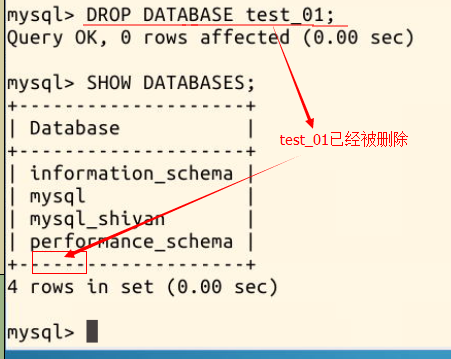 mysql> DROP DATABASE test_01;
Query OK, 0 rows affected (0.00 sec)
mysql> SHOW DATABASES;
+--------------------+
| Database           |
+--------------------+
| information_schema |
| mysql              |
| mysql_shiyan       |
| performance_schema |
+--------------------+
4 rows in set (0.00 sec)
mysql>
test_01已经被删除